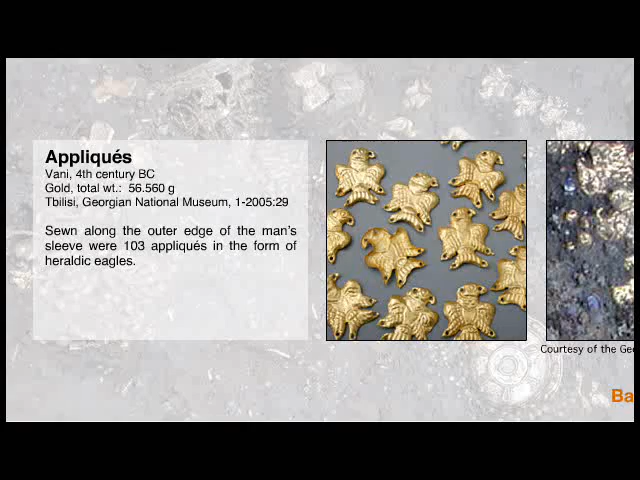 Appliqués
Vani, 4th century BC
Gold, total wt.: 56.560 g
Tbilisi, Georgian National Museum, 1-2005:29
Sewn along the outer edge of the man's
sleeve were 103 appliqués in the form of
heraldic eagles.
Courtesy of the Geo
Ba